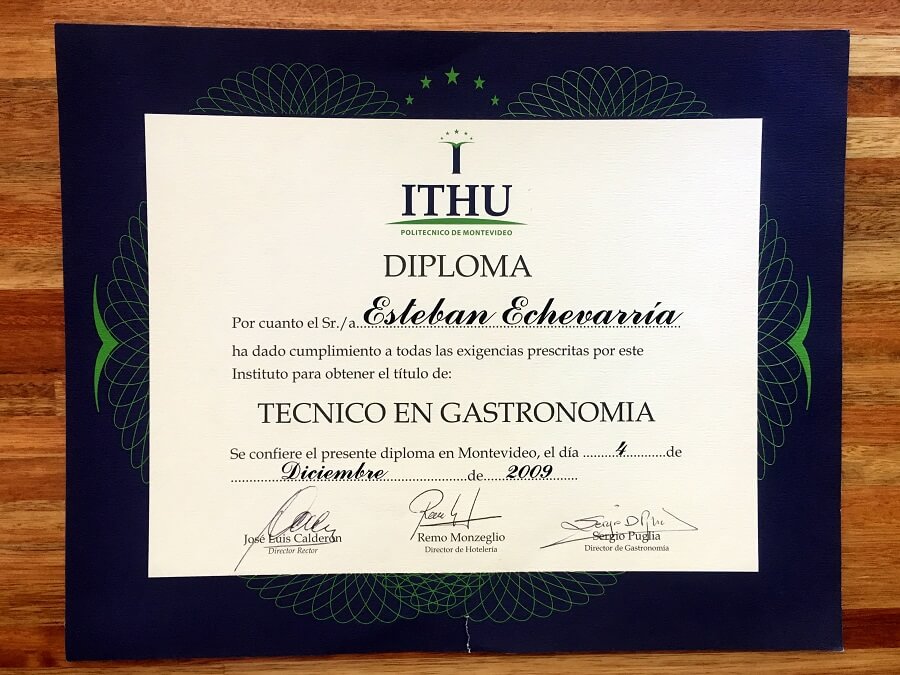 ITHU
POLITECNICO DE MONTEVIDEO
DIPLOMA
Por cuanto el Sr./a. Esteban Echevarría
ha dado cumplimiento a todas las exigencias prescritas por este
Instituto para obtener el título de:
TECNICO EN GASTRONOMIA
Se confiere el presente diploma en Montevideo, el día ..........4..........de
Diciembre....................de......2009......
José Luis Calderón
Director Rector
Remo Monzeglio
Director de Hotelería
Sergio Puglia
Director de Gastronomía